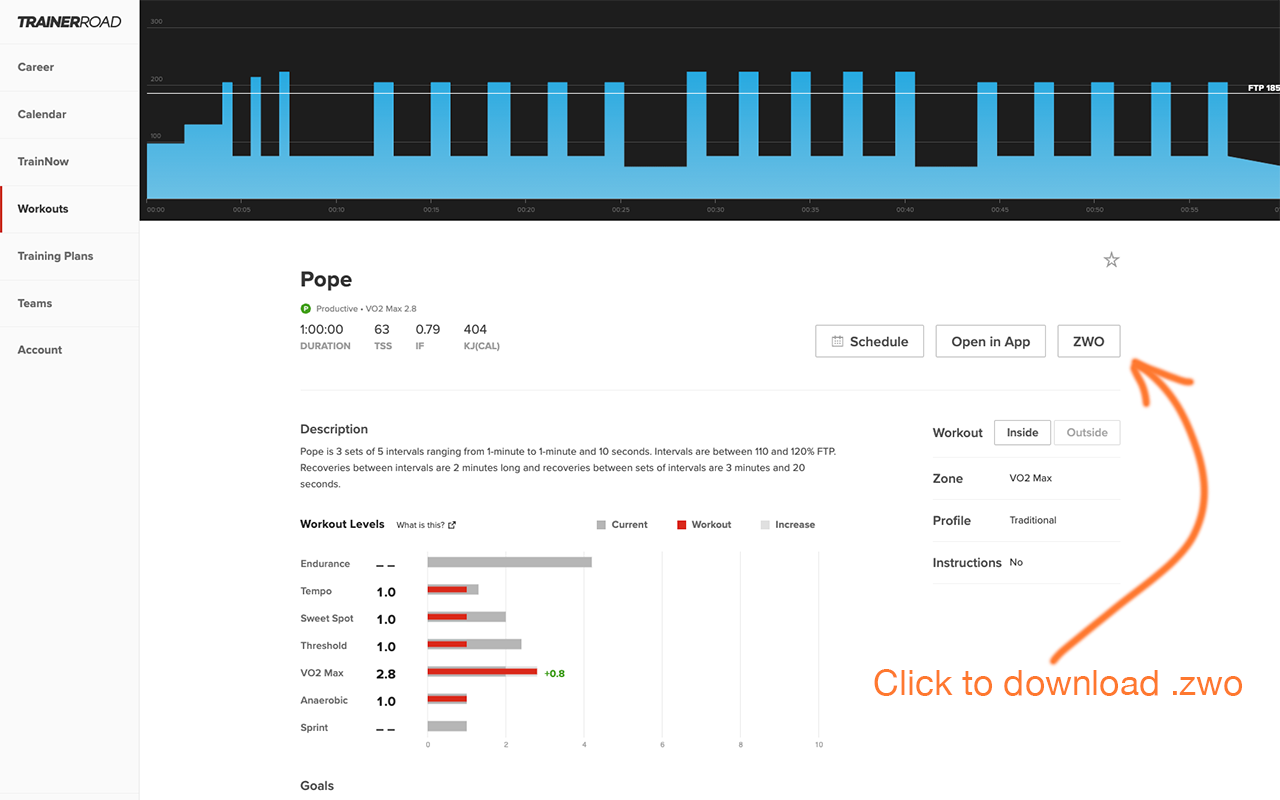 TRAINERROAD
Career
Calendar
TrainNow
Workouts
Training Plans
Teams
Account
300
200
100
FTP 185
00:00 00:05 00:10 00:15 00:20 00:25 00:30 00:35 00:40 00:45 00:50 00:55
Pope
P Productive • VO2 Max 2.8
1:00:00 63 0.79 404
DURATION TSS IF KJ(CAL)
Schedule Open in App ZWO
Description
Pope is 3 sets of 5 intervals ranging from 1-minute to 1-minute and 10 seconds. Intervals are between 110 and 120% FTP.
Recoveries between intervals are 2 minutes long and recoveries between sets of intervals are 3 minutes and 20
seconds.
Workout Inside Outside
Zone VO2 Max
Profile Traditional
Instructions No
Workout Levels What is this? Current Workout Increase
Endurance – –
Tempo 1.0
Sweet Spot 1.0
Threshold 1.0
VO2 Max 2.8 +0.8
Anaerobic 1.0
Sprint – –
0 2 4 6 8 10
Click to download .zwo
Goals